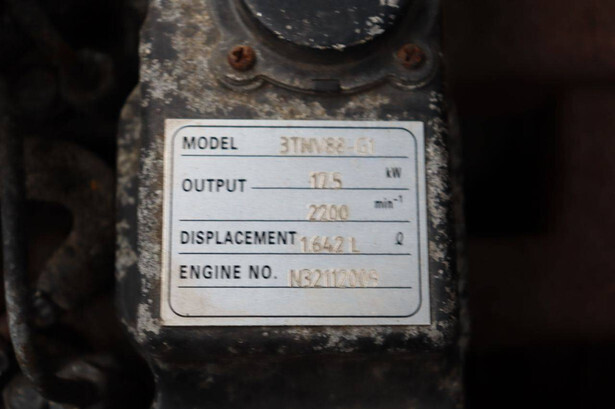 MODEL 3TNV88-G1
OUTPUT 17.5 kW
2200 min⁻¹
DISPLACEMENT 1.642 L ℓ
ENGINE NO.